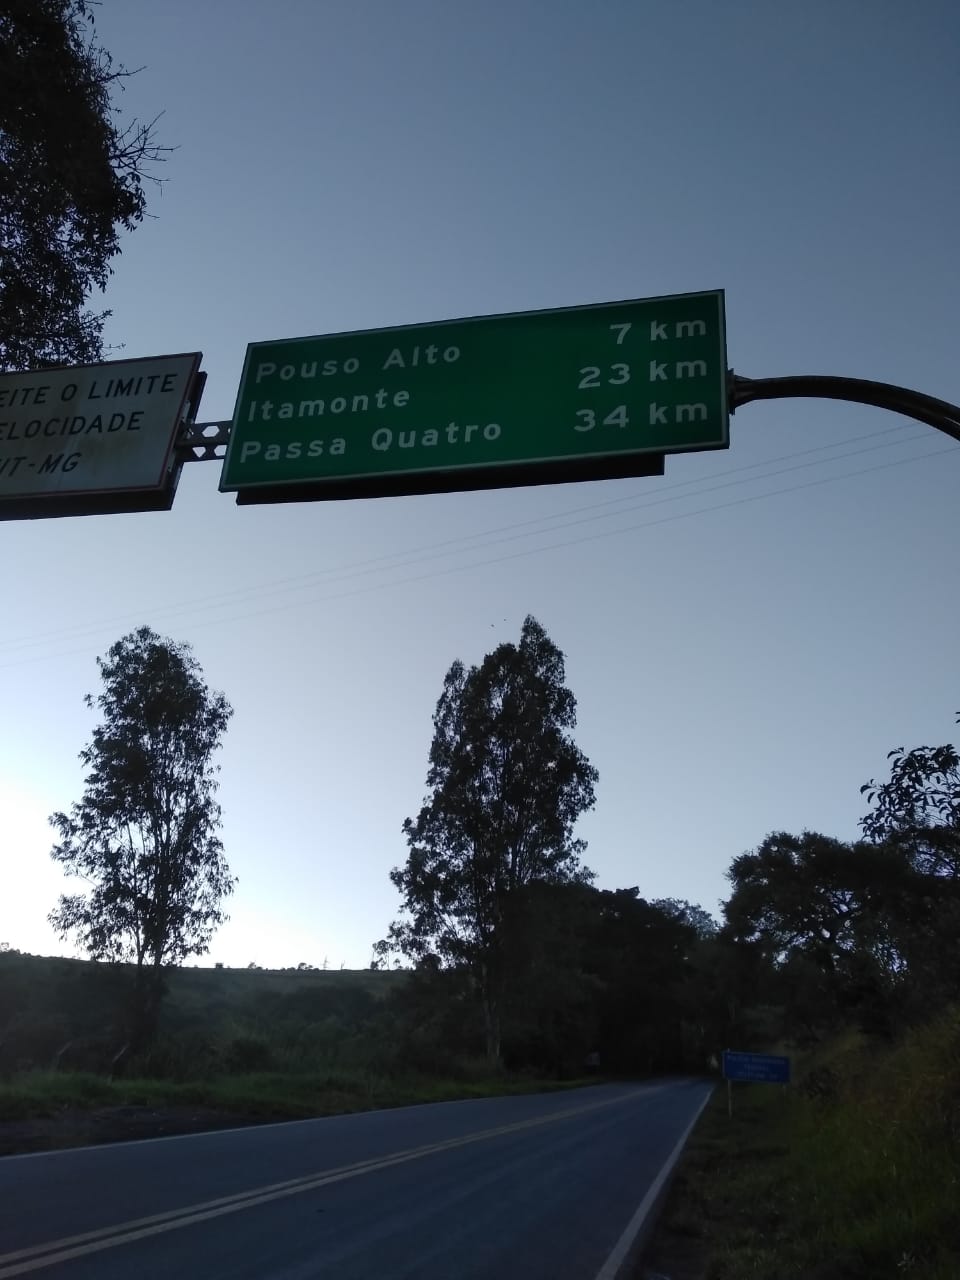 EITE O LIMITE
ELOCIDADE
IT-MG
Pouso Alto 7 km
Itamonte 23 km
Passa Quatro 34 km